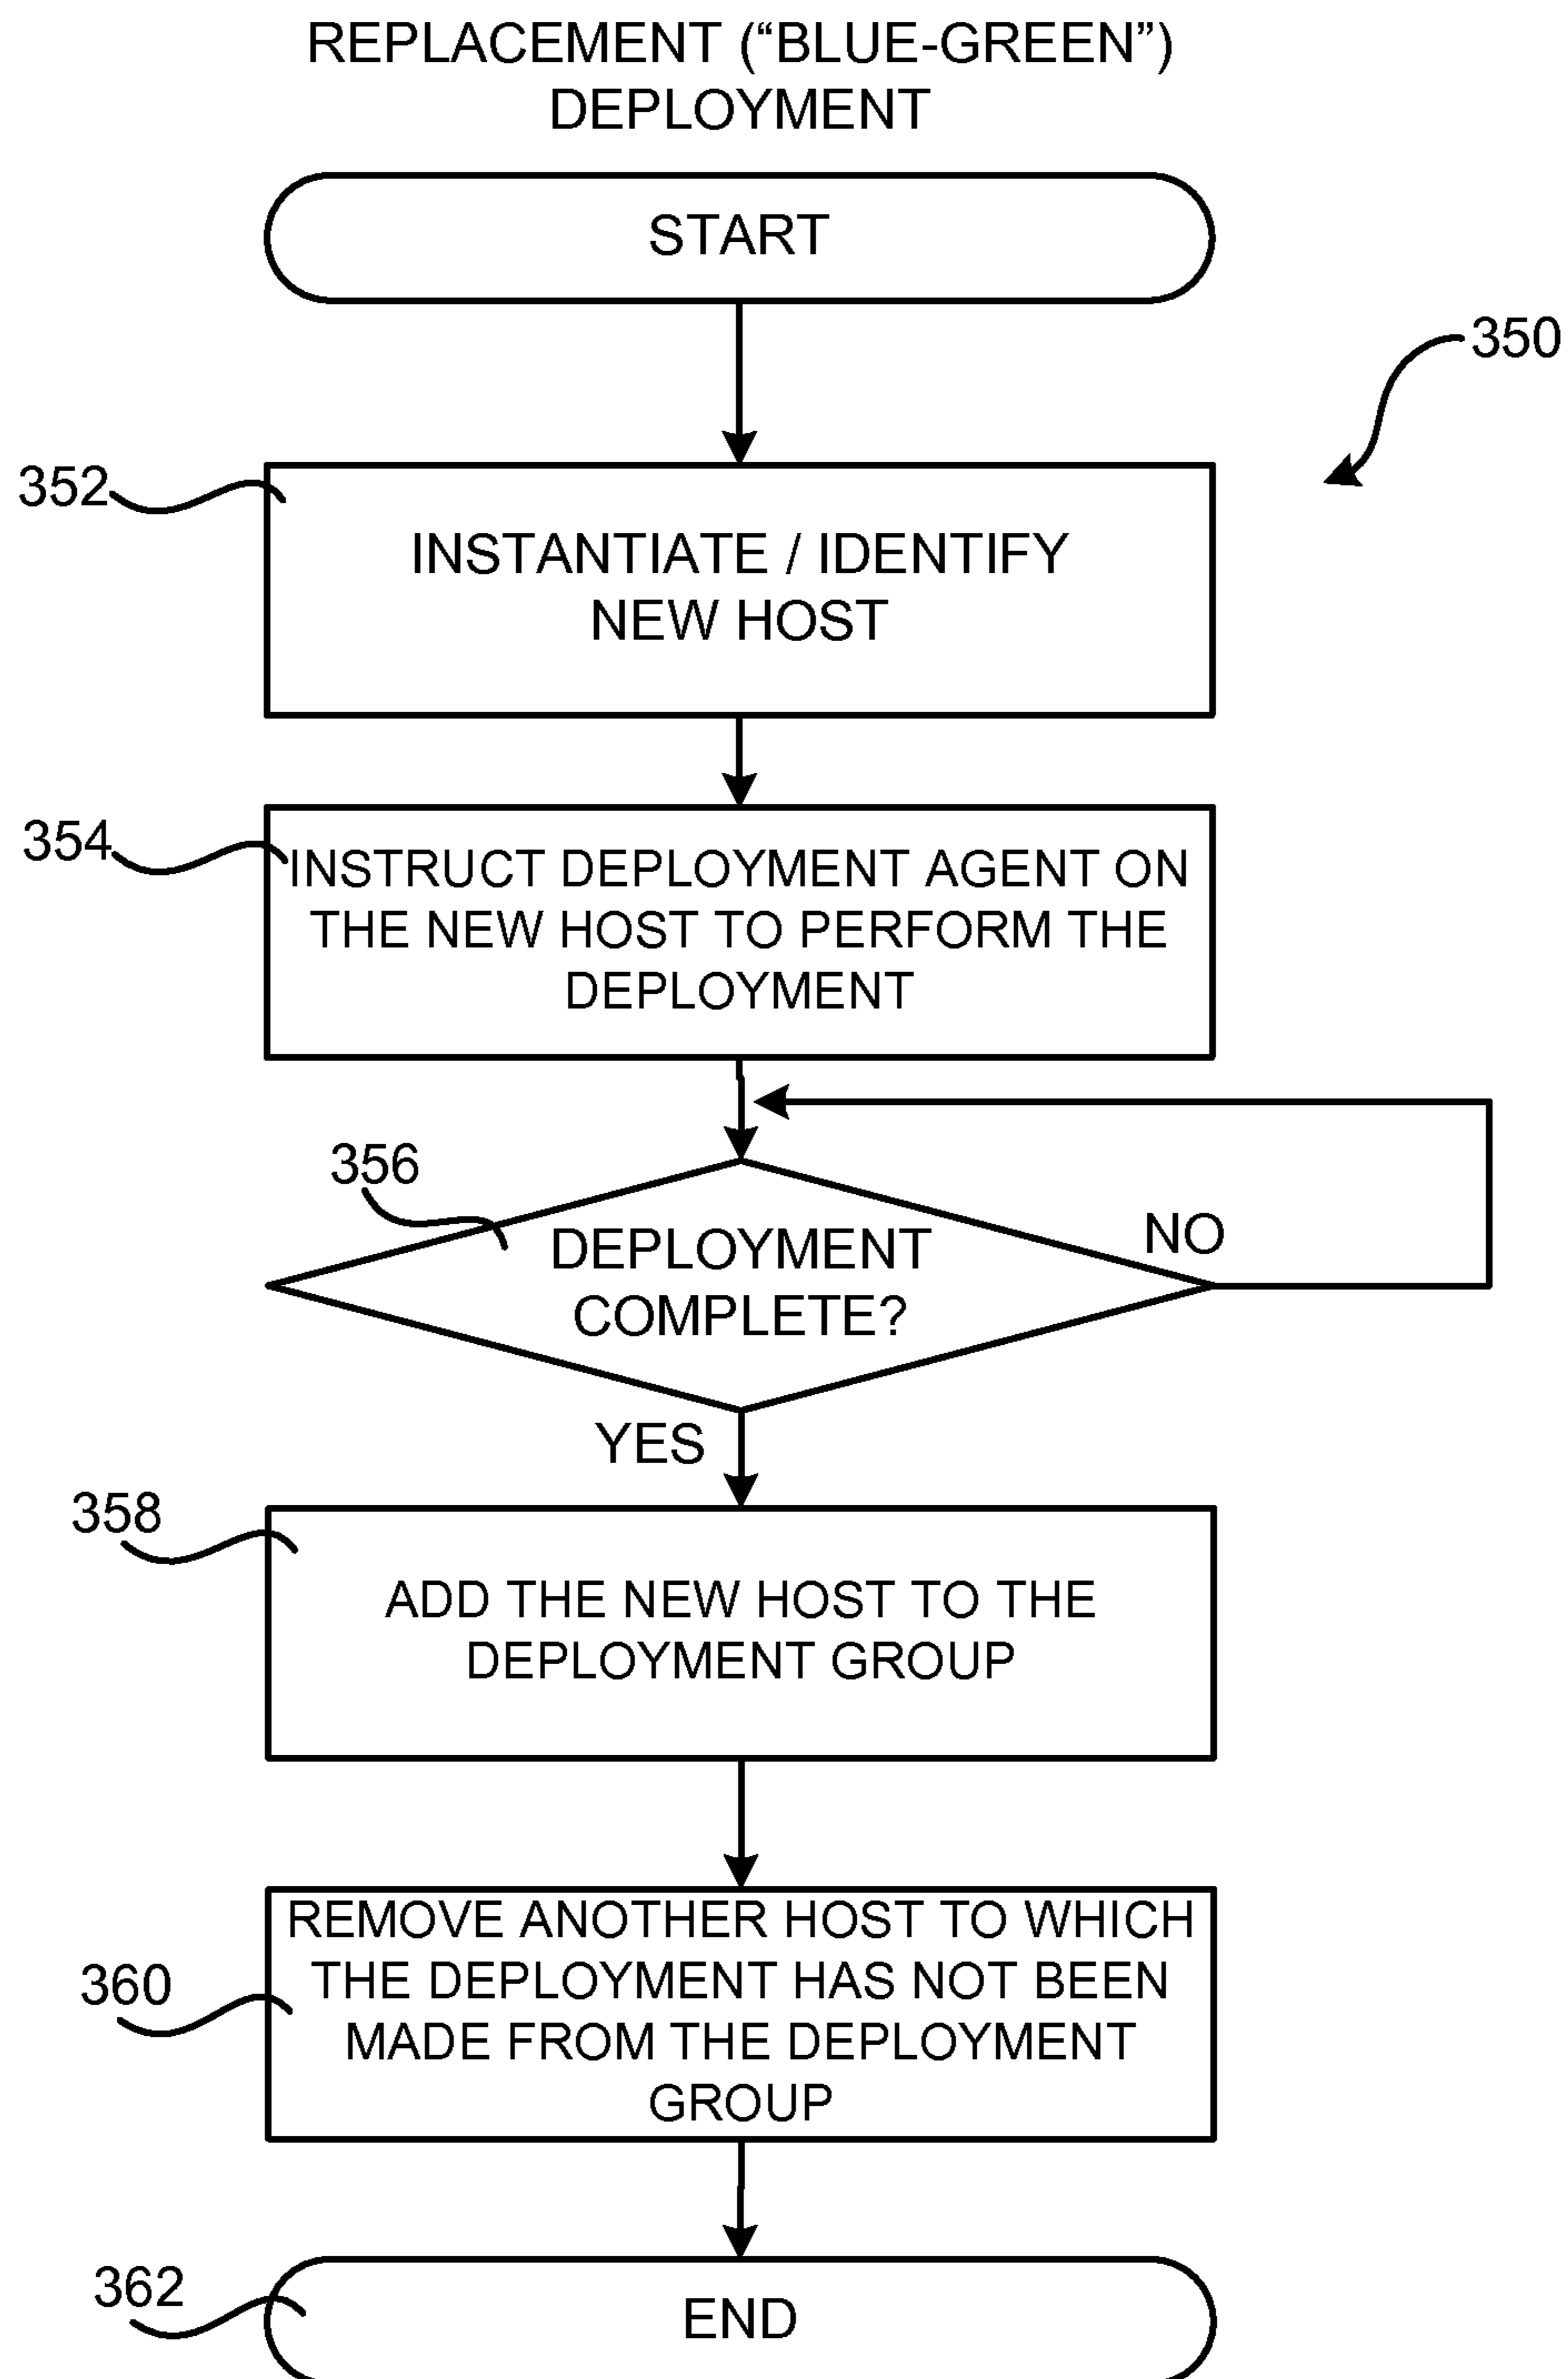 REPLACEMENT (“BLUE-GREEN”)
DEPLOYMENT
START
350
352
INSTANTIATE / IDENTIFY
NEW HOST
354
INSTRUCT DEPLOYMENT AGENT ON
THE NEW HOST TO PERFORM THE
DEPLOYMENT
356
DEPLOYMENT
COMPLETE?
NO
YES
358
ADD THE NEW HOST TO THE
DEPLOYMENT GROUP
360
REMOVE ANOTHER HOST TO WHICH
THE DEPLOYMENT HAS NOT BEEN
MADE FROM THE DEPLOYMENT
GROUP
362
END